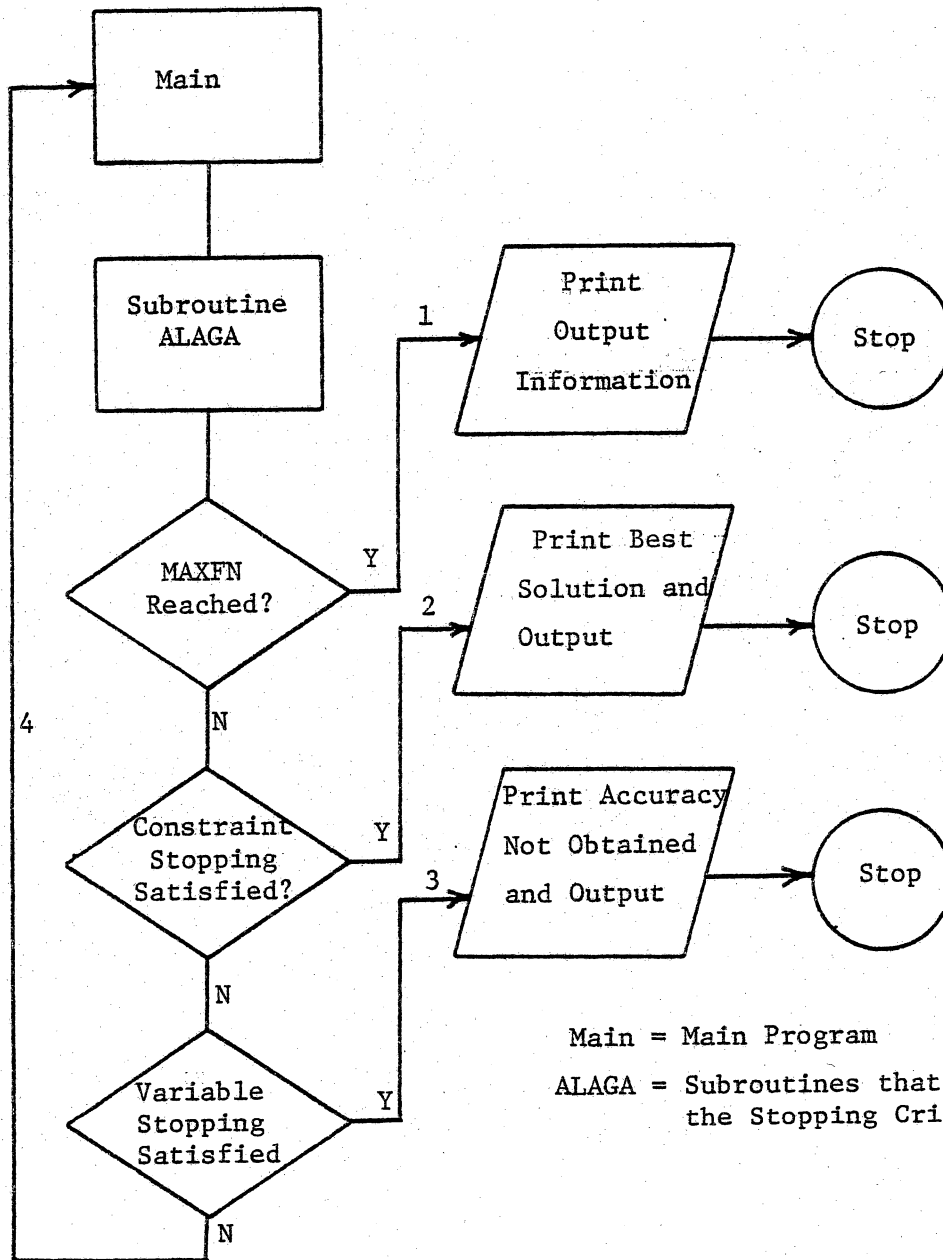 Main
Subroutine
ALAGA
1
Print
Output
Information
Stop
MAXFN
Reached?
Y
N
2
Print Best
Solution and
Output
Stop
4
Constraint
Stopping
Satisfied?
Y
N
3
Print Accuracy
Not Obtained
and Output
Stop
Variable
Stopping
Satisfied
Y
N
Main = Main Program
ALAGA = Subroutines that
the Stopping Cri